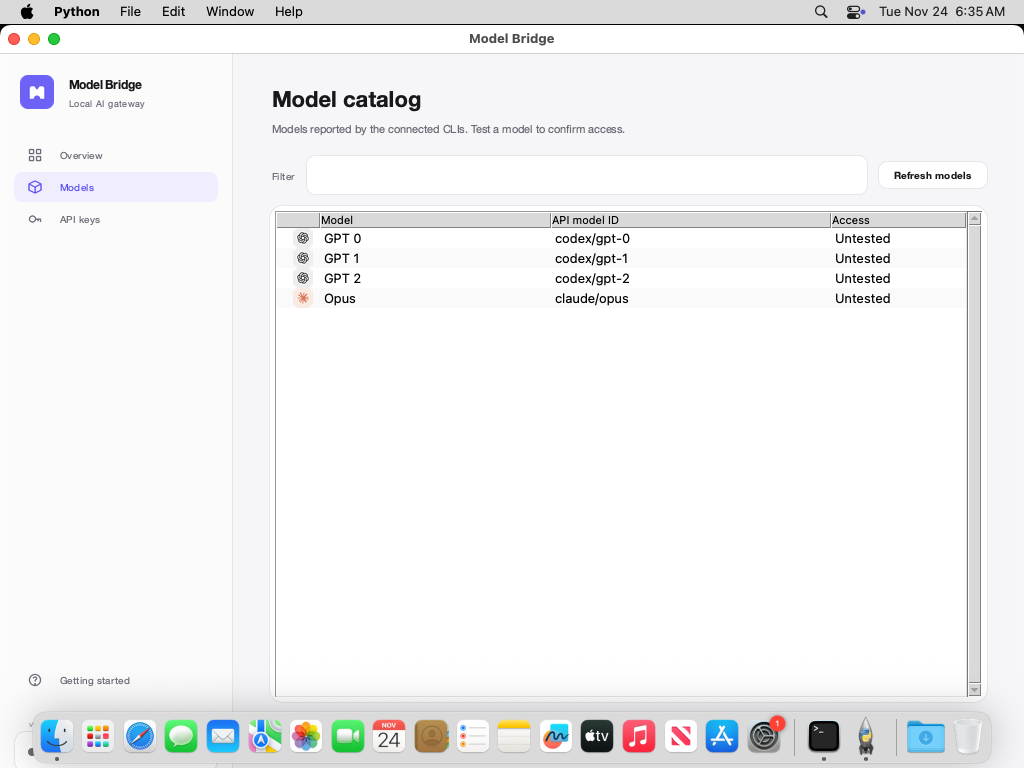 Python File Edit Window Help Tue Nov 24 6:35 AM
Model Bridge
Model Bridge
Local AI gateway
Overview
Models
API keys
Getting started
Model catalog
Models reported by the connected CLIs. Test a model to confirm access.
Filter
Refresh models
Model API model ID Access
GPT 0 codex/gpt-0 Untested
GPT 1 codex/gpt-1 Untested
GPT 2 codex/gpt-2 Untested
Opus claude/opus Untested
NOV
24
tv
1